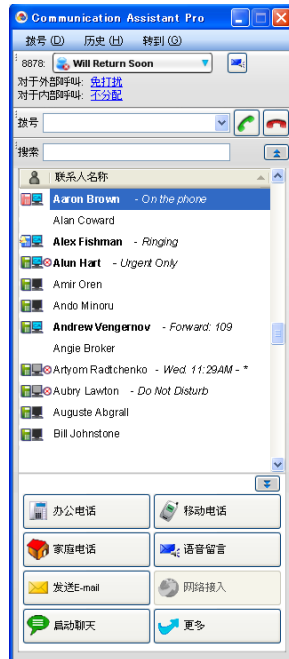 Communication Assistant Pro
拨号 (D) 历史 (H) 转到 (G)
8878: Will Return Soon
对于外部呼叫: 免打扰
对于内部呼叫: 不分配
拨号
搜索
联系人名称
Aaron Brown - On the phone
Alan Coward
Alex Fishman - Ringing
Alun Hart - Urgent Only
Amir Oren
Ando Minoru
Andrew Vengernov - Forward: 109
Angie Broker
Artyom Radtchenko - Wed. 11:29AM - *
Aubry Lawton - Do Not Disturb
Auguste Abgrall
Bill Johnstone
办公电话 移动电话
家庭电话 语音留言
发送E-mail 网络接入
启动聊天 更多